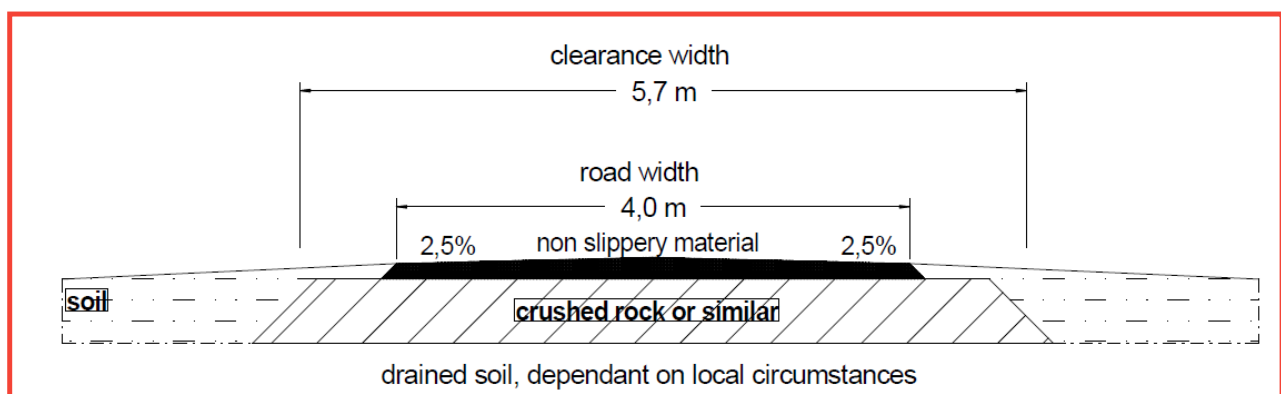 clearance width
5,7 m
road width
4,0 m
2,5% non slippery material 2,5%
soil
crushed rock or similar
drained soil, dependant on local circumstances